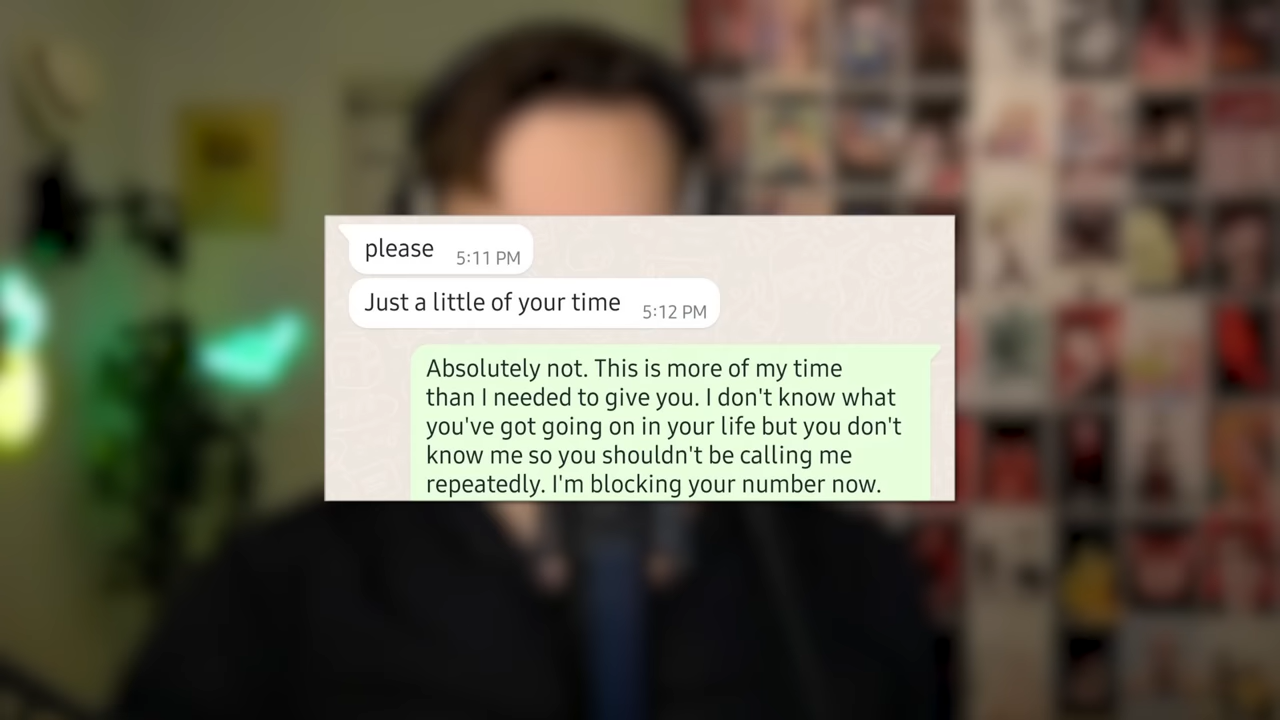 please 5:11 PM
Just a little of your time 5:12 PM
Absolutely not. This is more of my time
than I needed to give you. I don't know what
you've got going on in your life but you don't
know me so you shouldn't be calling me
repeatedly. I'm blocking your number now.